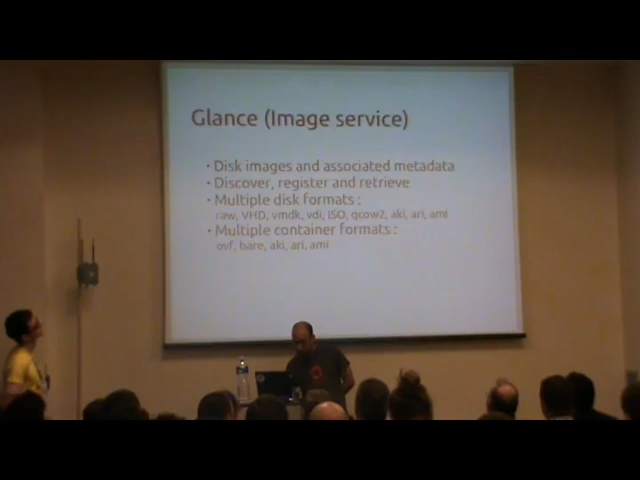 Glance (Image service)
· Disk images and associated metadata
· Discover, register and retrieve
· Multiple disk formats :
raw, VHD, vmdk, vdi, ISO, qcow2, aki, ari, ami
· Multiple container formats :
ovf, bare, aki, ari, ami